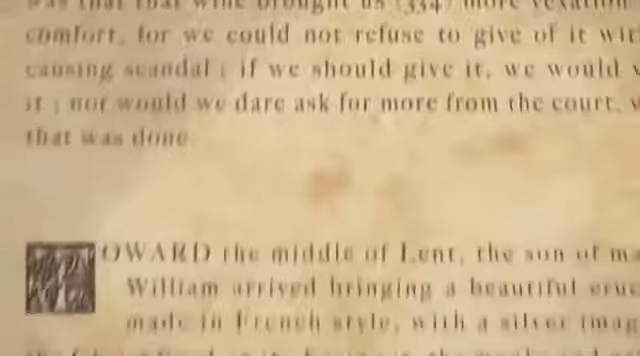 was that that wine brought us (334) more vexation
comfort, for we could not refuse to give of it
causing scandal ; if we should give it, we would
it ; nor would we dare ask for more from the court,
that was done
TOWARD the middle of Lent, the son of
William arrived bringing a beautiful
made in French style, with a silver